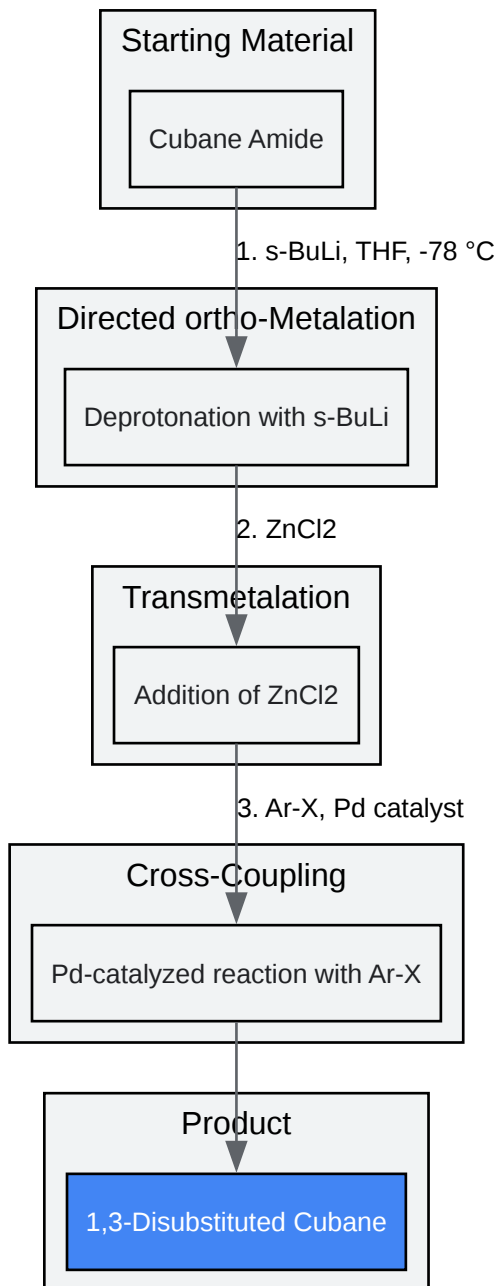 Starting Material
Cubane Amide
1. s-BuLi, THF, -78 °C
Directed ortho-Metalation
Deprotonation with s-BuLi
2. ZnCl2
Transmetalation
Addition of ZnCl2
3. Ar-X, Pd catalyst
Cross-Coupling
Pd-catalyzed reaction with Ar-X
Product
1,3-Disubstituted Cubane